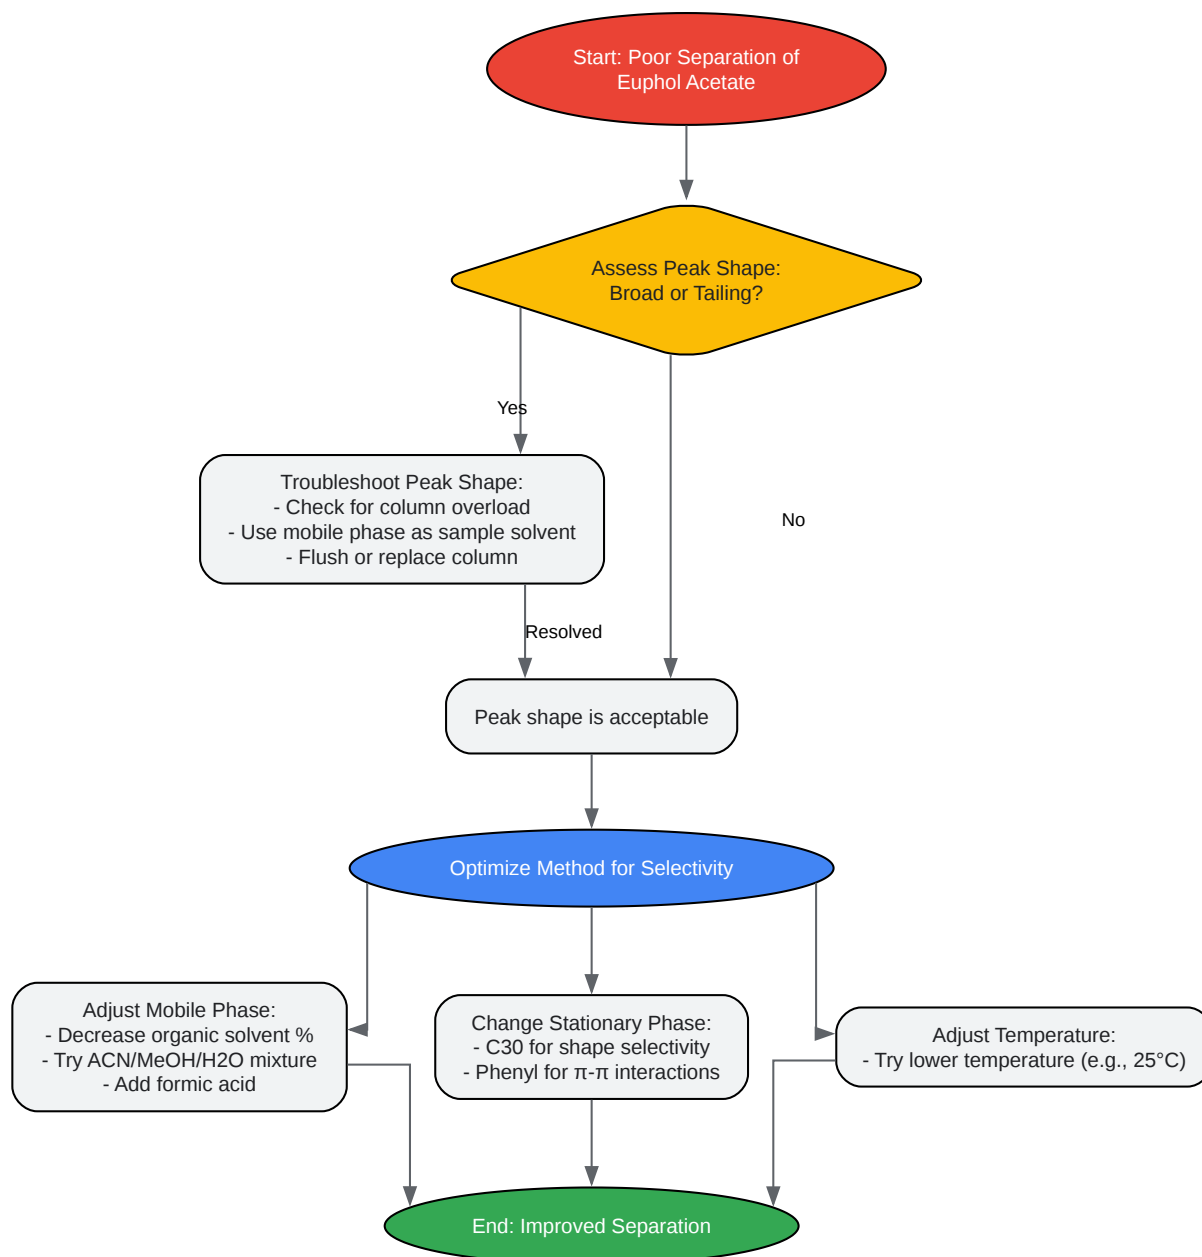 Start: Poor Separation of
Euphol Acetate
Assess Peak Shape:
Broad or Tailing?
Yes
Troubleshoot Peak Shape:
- Check for column overload
- Use mobile phase as sample solvent
- Flush or replace column
No
Resolved
Peak shape is acceptable
Optimize Method for Selectivity
Adjust Mobile Phase:
- Decrease organic solvent %
- Try ACN/MeOH/H2O mixture
- Add formic acid
Change Stationary Phase:
- C30 for shape selectivity
- Phenyl for π-π interactions
Adjust Temperature:
- Try lower temperature (e.g., 25°C)
End: Improved Separation